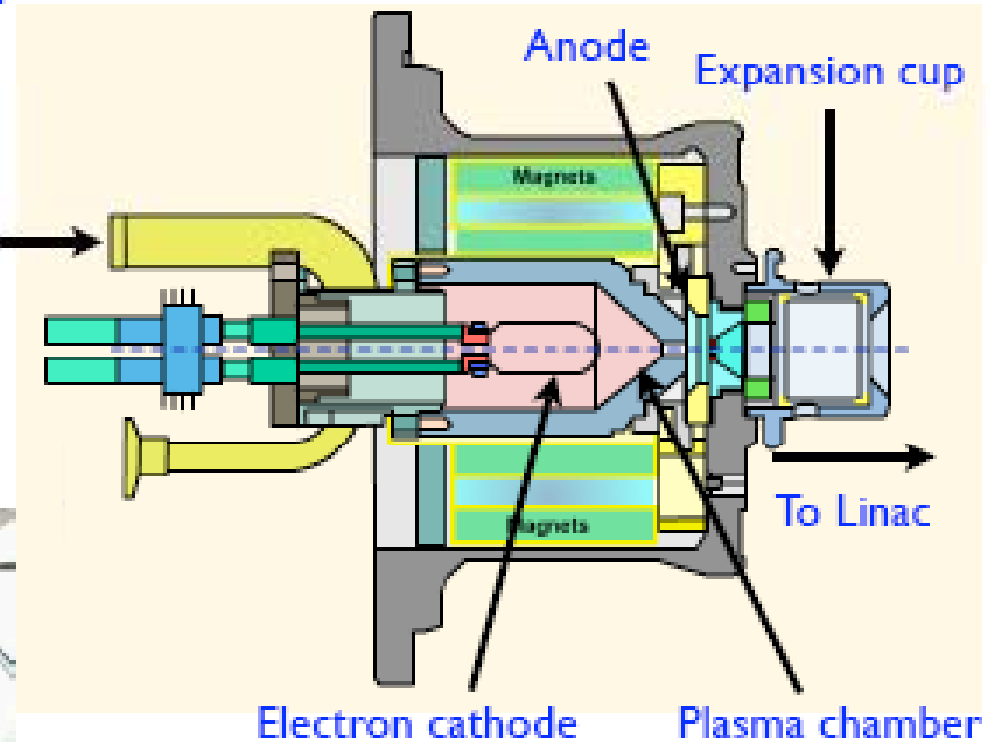 Anode
Expansion cup
Magnets
To Linac
Magnets
Electron cathode
Plasma chamber